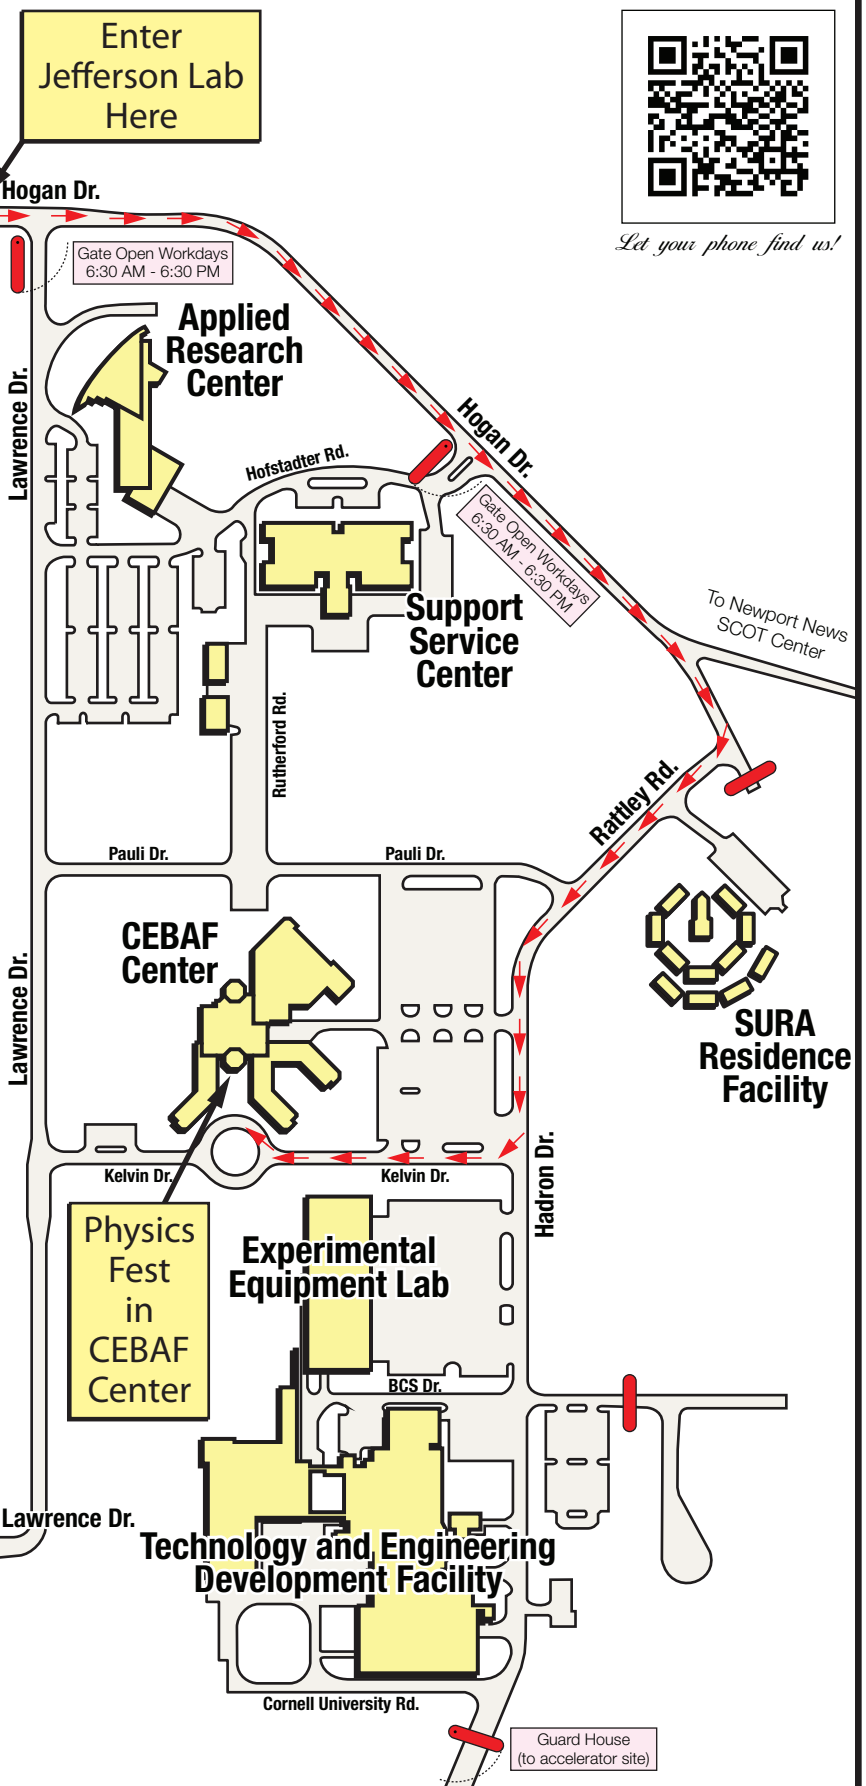 Enter
Jefferson Lab
Here
Let your phone find us!
Hogan Dr.
Gate Open Workdays
6:30 AM - 6:30 PM
Applied
Research
Center
Lawrence Dr.
Hogan Dr.
Hofstadter Rd.
Gate Open Workdays
6:30 AM - 6:30 PM
Support
Service
Center
To Newport News
SCOT Center
Rutherford Rd.
Rattley Rd.
Pauli Dr.
Pauli Dr.
CEBAF
Center
Lawrence Dr.
SURA
Residence
Facility
Kelvin Dr.
Kelvin Dr.
Hadron Dr.
Physics
Fest
in
CEBAF
Center
Experimental
Equipment Lab
BCS Dr.
Lawrence Dr.
Technology and Engineering
Development Facility
Cornell University Rd.
Guard House
(to accelerator site)